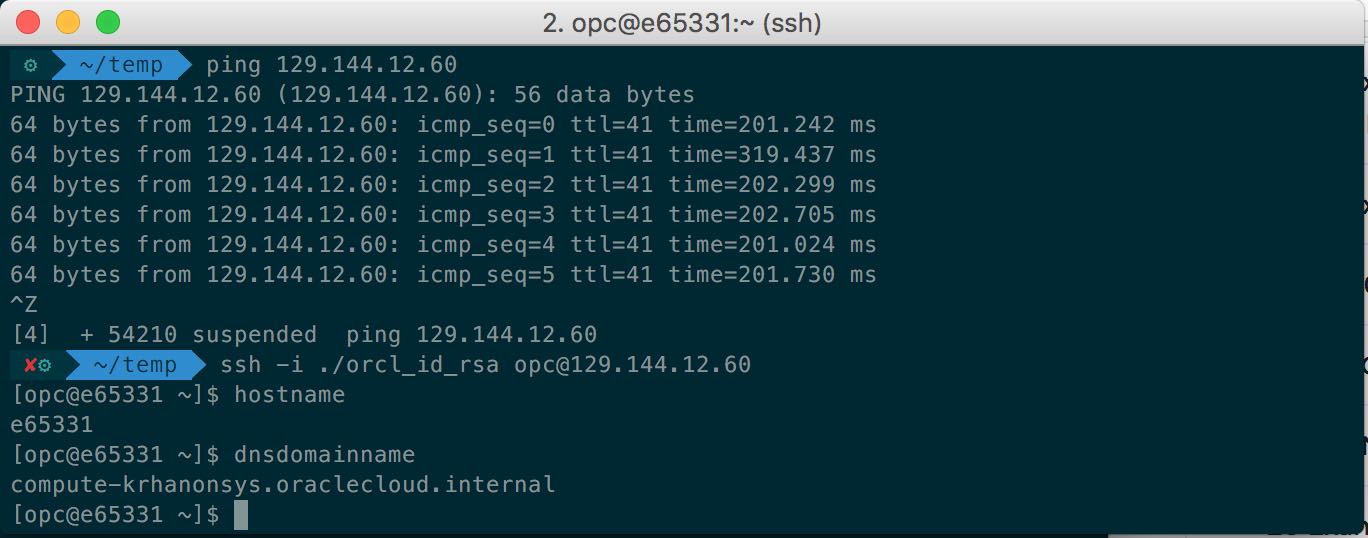 2. opc@e65331:~ (ssh)
~/temp ping 129.144.12.60
PING 129.144.12.60 (129.144.12.60): 56 data bytes
64 bytes from 129.144.12.60: icmp_seq=0 ttl=41 time=201.242 ms
64 bytes from 129.144.12.60: icmp_seq=1 ttl=41 time=319.437 ms
64 bytes from 129.144.12.60: icmp_seq=2 ttl=41 time=202.299 ms
64 bytes from 129.144.12.60: icmp_seq=3 ttl=41 time=202.705 ms
64 bytes from 129.144.12.60: icmp_seq=4 ttl=41 time=201.024 ms
64 bytes from 129.144.12.60: icmp_seq=5 ttl=41 time=201.730 ms
^Z
[4]  + 54210 suspended  ping 129.144.12.60
✘⚙ ~/temp ssh -i ./orcl_id_rsa opc@129.144.12.60
[opc@e65331 ~]$ hostname
e65331
[opc@e65331 ~]$ dnsdomainname
compute-krhanonsys.oraclecloud.internal
[opc@e65331 ~]$